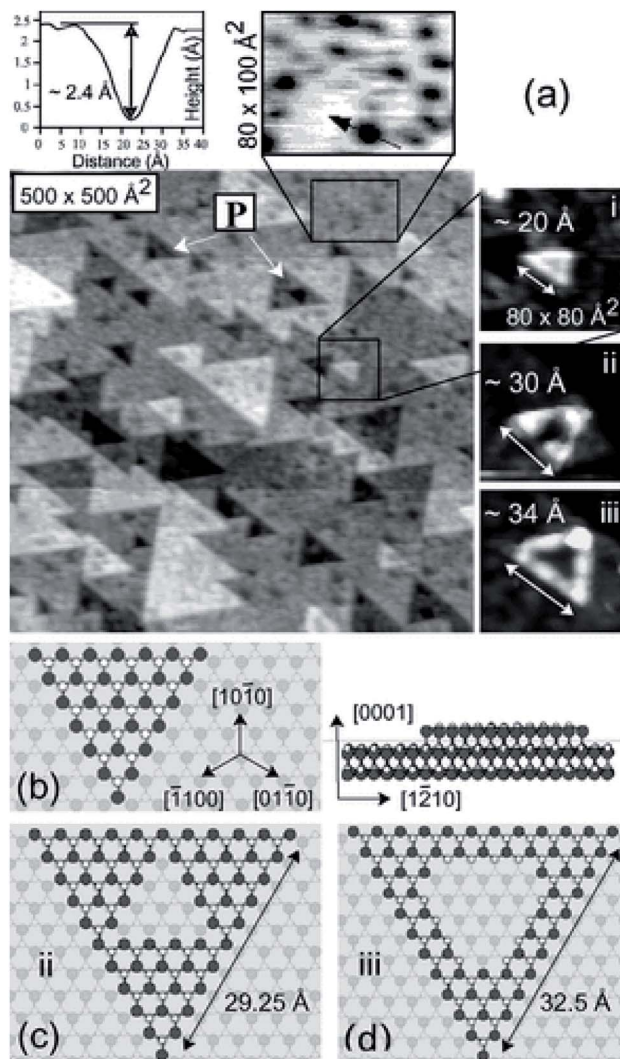 2.5
2
1.5
1
0.5
0
~ 2.4 Å
Height(Å)
0 5 10 15 20 25 30 35 40
Distance (Å)
80 x 100 Å²
(a)
500 x 500 Å²
P
i
~ 20 Å
80 x 80 Å²
ii
~ 30 Å
iii
~ 34 Å
[101̅0]
[1̅100] [011̅0]
(b)
[0001]
[12̅10]
ii
29.25 Å
(c)
iii
32.5 Å
(d)